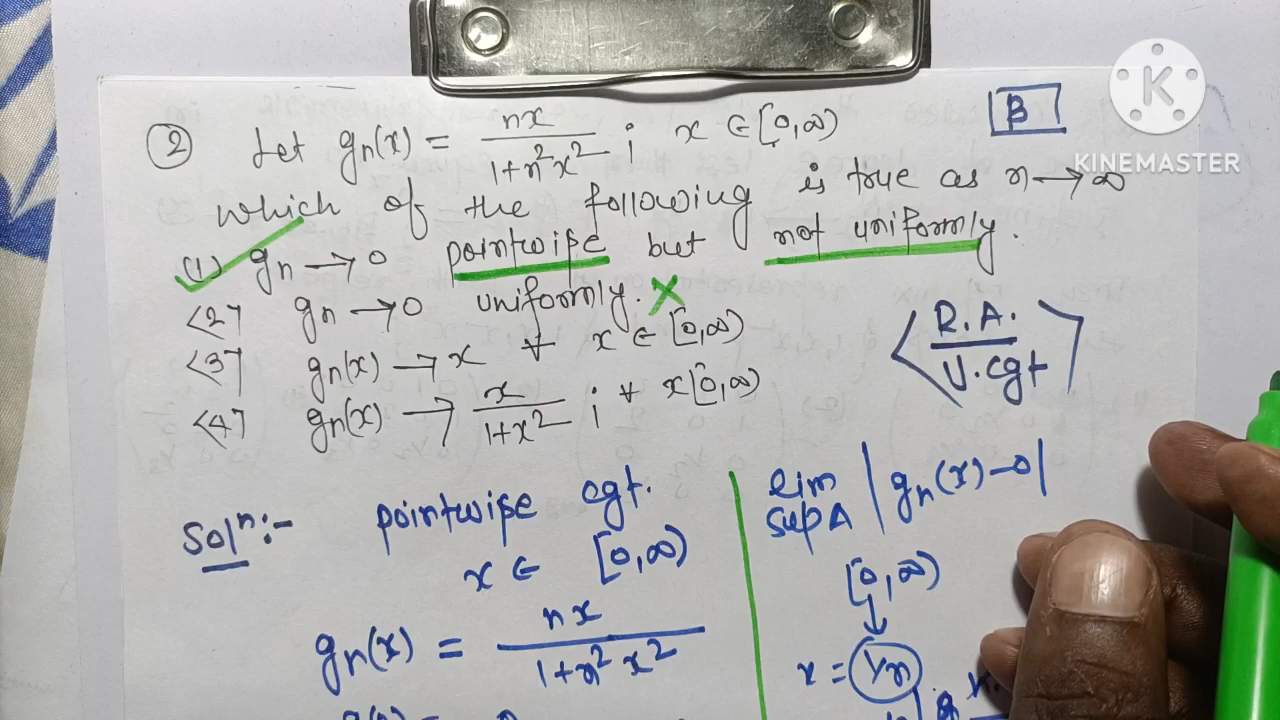 ② Let gn(x) = nx / 1+n²x² ; x ∈ [0,∞)
B
KINEMASTER
which of the following is true as n → ∞
(1) gn → 0 pointwise but not uniformly.
<2> gn → 0 uniformly. ×
<3> gn(x) → x ∀ x ∈ [0,∞)
<4> gn(x) → x / 1+x² ; ∀ x[0,∞)
< R.A. / U.cgt >
Solⁿ:- pointwise cgt.
x ∈ [0,∞)
gn(x) = nx / 1+n²x²
lim sup A |gn(x)-0|
[0,∞)
↓
x = 1/n